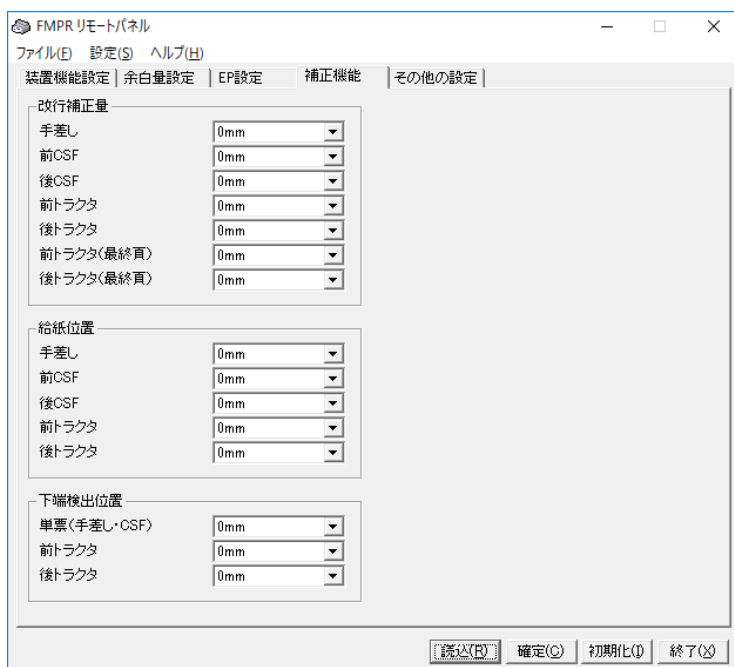 FMPR リモートパネル
ファイル(F) 設定(S) ヘルプ(H)
装置機能設定 余白量設定 EP設定 補正機能 その他の設定
改行補正量
手差し 0mm
前CSF 0mm
後CSF 0mm
前トラクタ 0mm
後トラクタ 0mm
前トラクタ(最終頁) 0mm
後トラクタ(最終頁) 0mm
給紙位置
手差し 0mm
前CSF 0mm
後CSF 0mm
前トラクタ 0mm
後トラクタ 0mm
下端検出位置
単票(手差し・CSF) 0mm
前トラクタ 0mm
後トラクタ 0mm
読込(R) 確定(C) 初期化(I) 終了(X)